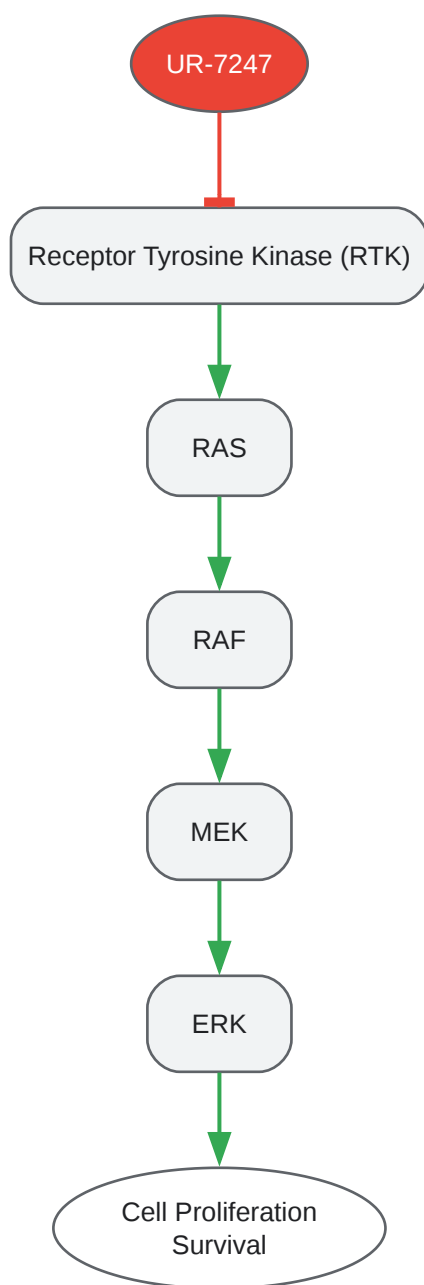 UR-7247
Receptor Tyrosine Kinase (RTK)
RAS
RAF
MEK
ERK
Cell Proliferation
Survival